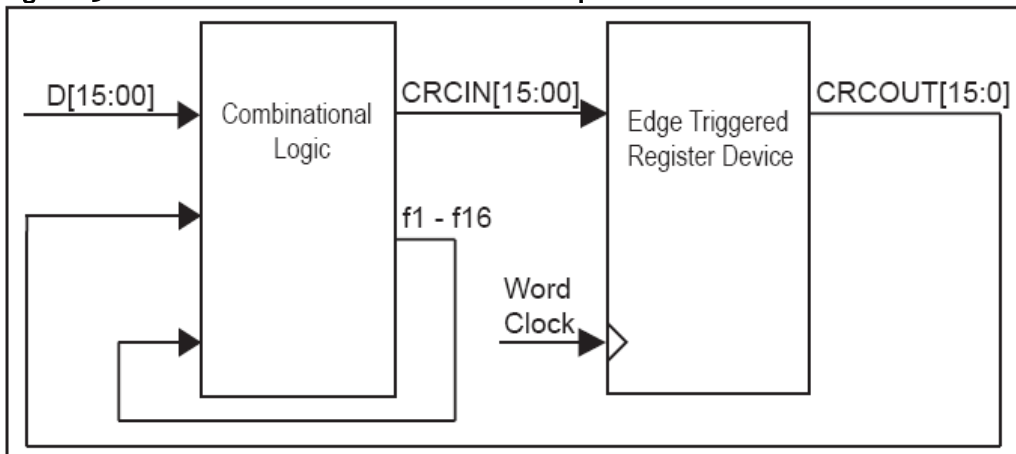 D[15:00]
Combinational
Logic
CRCIN[15:00]
f1 - f16
Edge Triggered
Register Device
CRCOUT[15:0]
Word
Clock